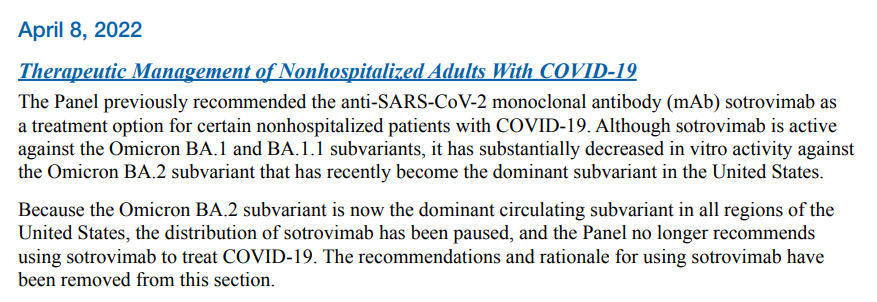 April 8, 2022
Therapeutic Management of Nonhospitalized Adults With COVID-19
The Panel previously recommended the anti-SARS-CoV-2 monoclonal antibody (mAb) sotrovimab as
a treatment option for certain nonhospitalized patients with COVID-19. Although sotrovimab is active
against the Omicron BA.1 and BA.1.1 subvariants, it has substantially decreased in vitro activity against
the Omicron BA.2 subvariant that has recently become the dominant subvariant in the United States.
Because the Omicron BA.2 subvariant is now the dominant circulating subvariant in all regions of the
United States, the distribution of sotrovimab has been paused, and the Panel no longer recommends
using sotrovimab to treat COVID-19. The recommendations and rationale for using sotrovimab have
been removed from this section.